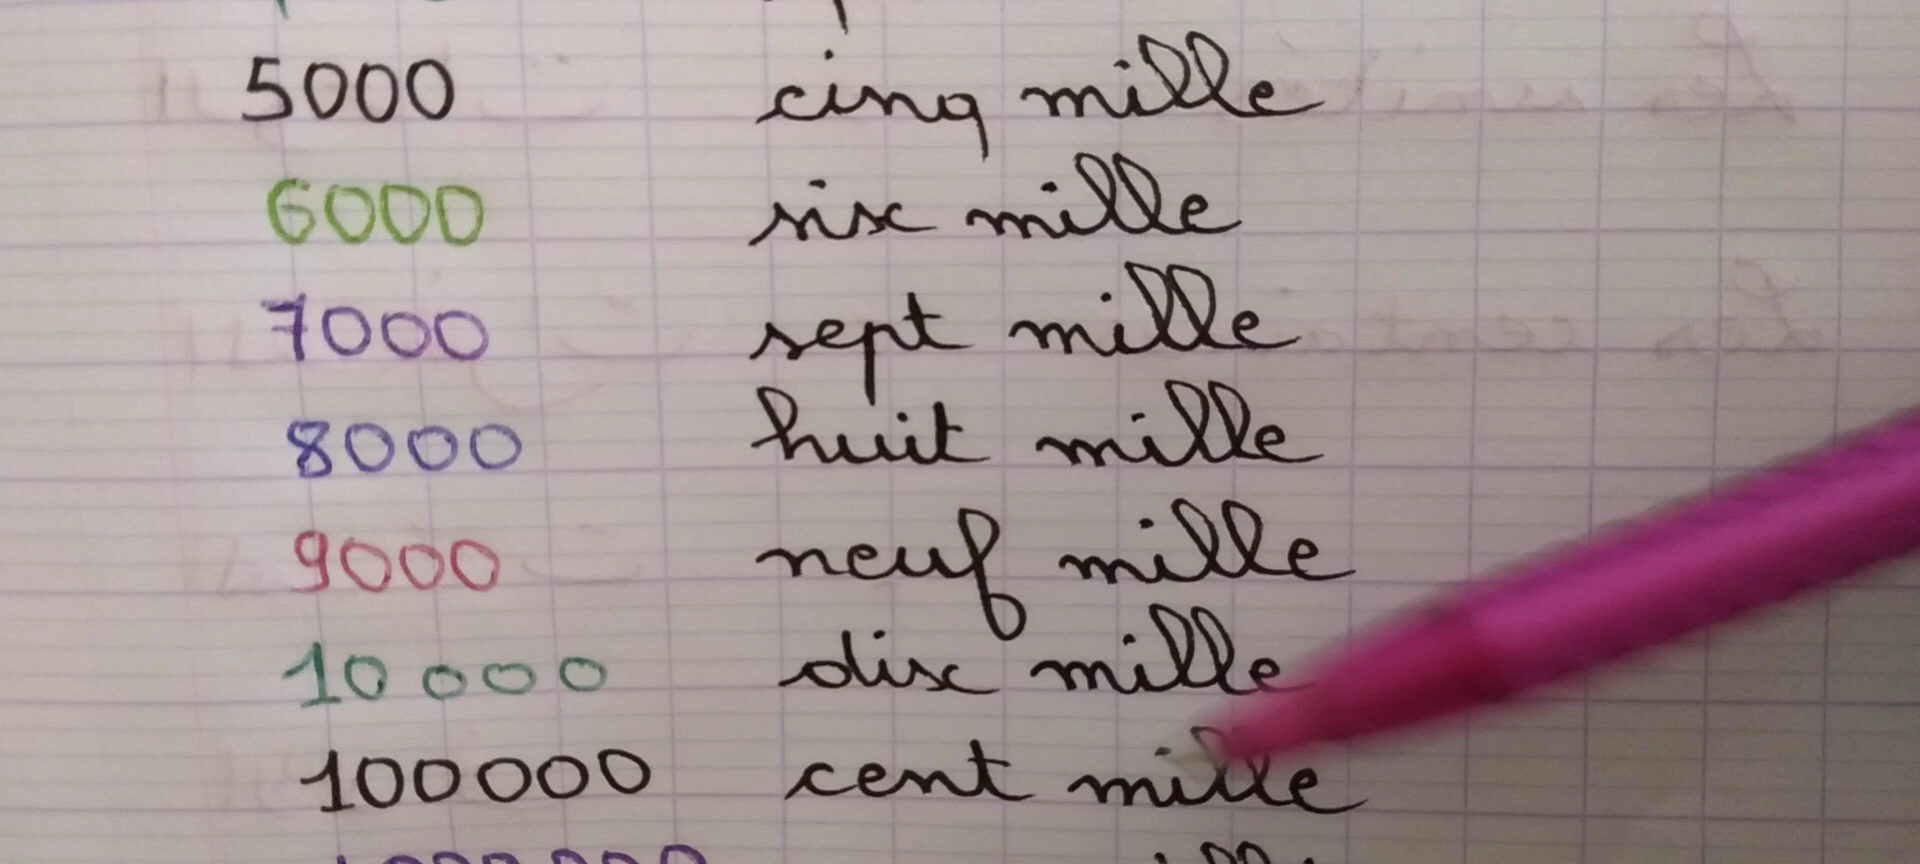 5000 cinq mille
6000 six mille
7000 sept mille
8000 huit mille
9000 neuf mille
10 000 dix mille
100000 cent mille